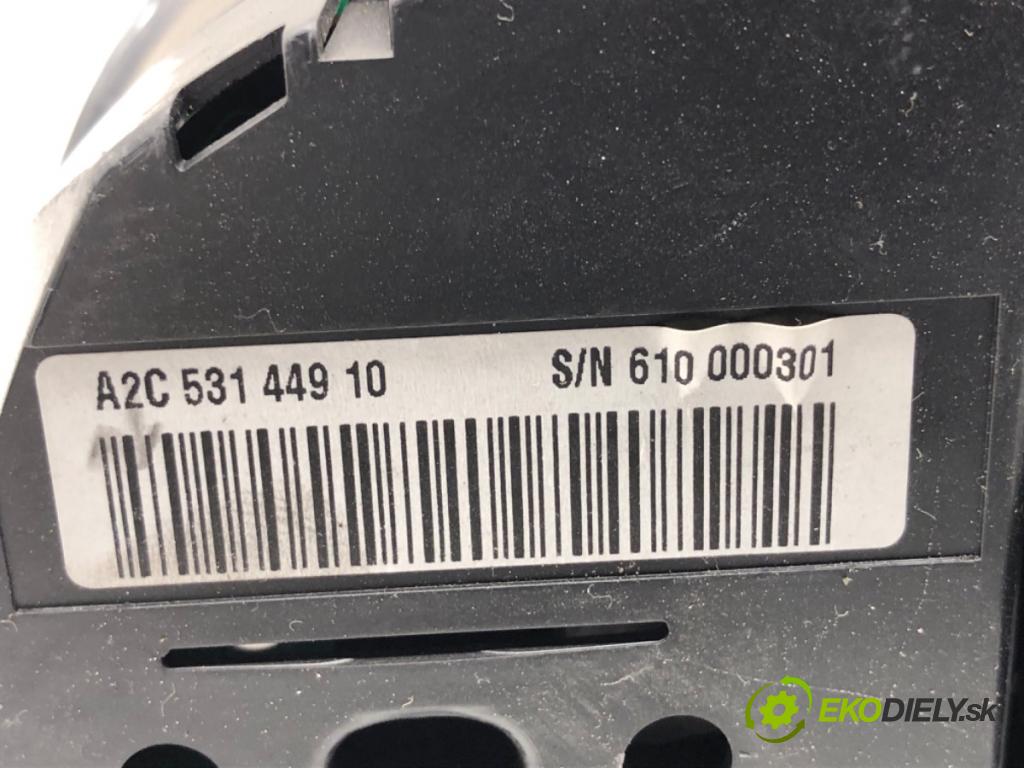 A2C 531 449 10 S/N 610 000301
EKODIELY.sk